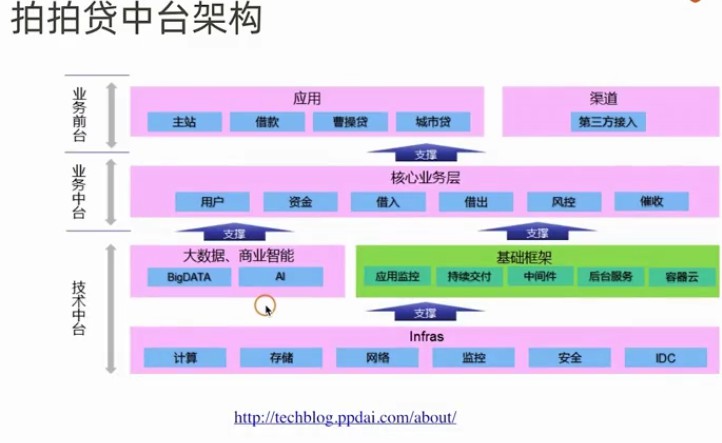 拍拍贷中台架构
业务前台
应用
渠道
主站
借款
曹操贷
城市贷
第三方接入
支撑
业务中台
核心业务层
用户
资金
借入
借出
风控
催收
支撑
支撑
技术中台
大数据、商业智能
基础框架
BigDATA
AI
应用监控
持续交付
中间件
后台服务
容器云
支撑
Infras
计算
存储
网络
监控
安全
IDC
http://techblog.ppdai.com/about/